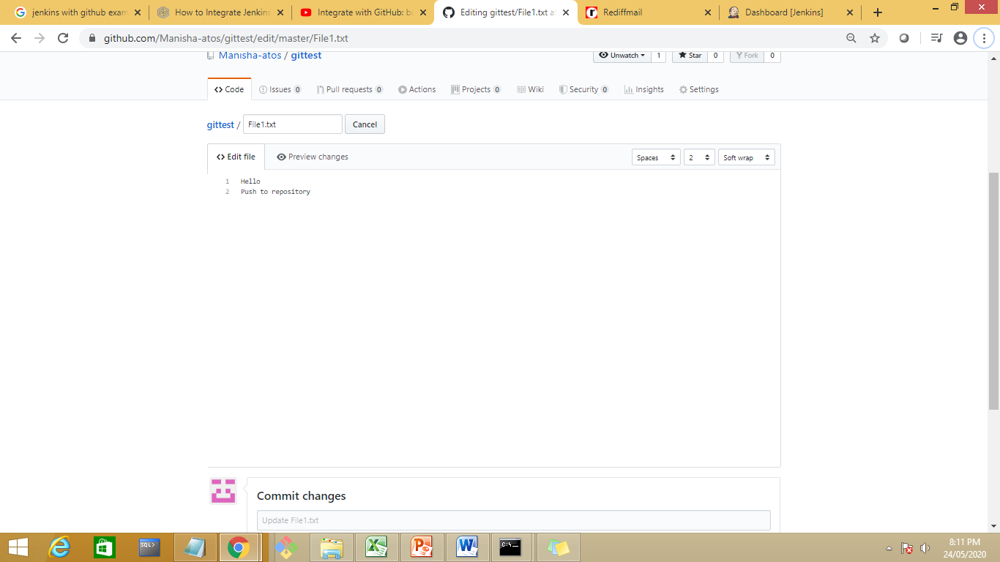 jenkins with github exam
How to Integrate Jenkins
Integrate with GitHub: bu
Editing gittest/File1.txt at
Rediffmail
Dashboard [Jenkins]
github.com/Manisha-atos/gittest/edit/master/File1.txt
Manisha-atos / gittest
Unwatch 1
Star 0
Fork 0
Code
Issues 0
Pull requests 0
Actions
Projects 0
Wiki
Security 0
Insights
Settings
gittest / File1.txt Cancel
Edit file
Preview changes
Spaces
2
Soft wrap
1 Hello
2 Push to repository
Commit changes
Update File1.txt
SQL>
C:\_
8:11 PM
24/05/2020